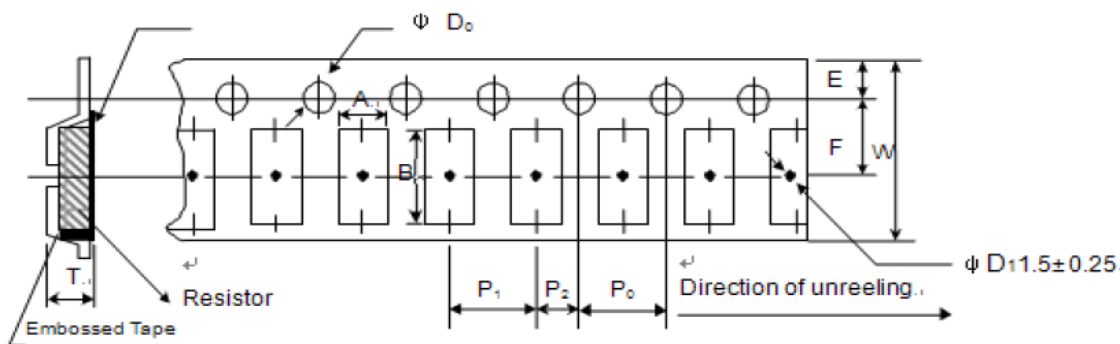 ψ D₀
E
A
F
W
B
ψ D₁1.5±0.25
T
Resistor
P₁
P₂
P₀
Direction of unreeling
Embossed Tape